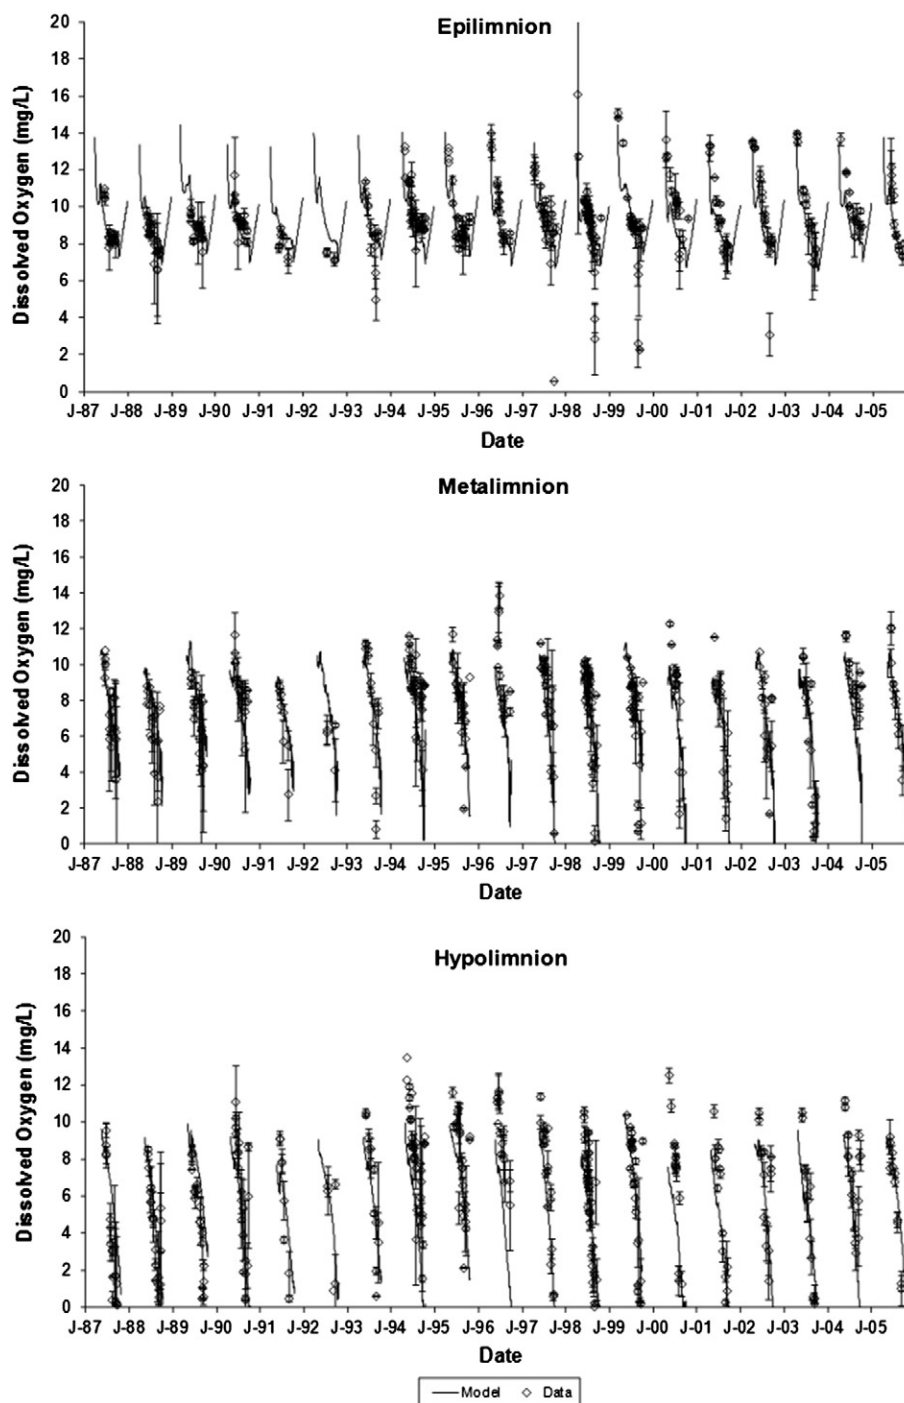 Epilimnion
Dissolved Oxygen (mg/L)
20
18
16
14
12
10
8
6
4
2
0
J-87 J-88 J-89 J-90 J-91 J-92 J-93 J-94 J-95 J-96 J-97 J-98 J-99 J-00 J-01 J-02 J-03 J-04 J-05
Date
Metalimnion
Dissolved Oxygen (mg/L)
20
18
16
14
12
10
8
6
4
2
0
J-87 J-88 J-89 J-90 J-91 J-92 J-93 J-94 J-95 J-96 J-97 J-98 J-99 J-00 J-01 J-02 J-03 J-04 J-05
Date
Hypolimnion
Dissolved Oxygen (mg/L)
20
18
16
14
12
10
8
6
4
2
0
J-87 J-88 J-89 J-90 J-91 J-92 J-93 J-94 J-95 J-96 J-97 J-98 J-99 J-00 J-01 J-02 J-03 J-04 J-05
Date
Model Data